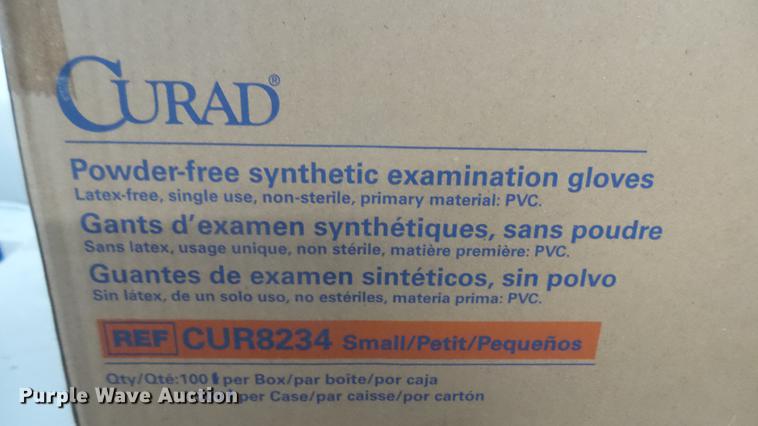 CURAD®
Powder-free synthetic examination gloves
Latex-free, single use, non-sterile, primary material: PVC.
Gants d'examen synthétiques, sans poudre
Sans latex, usage unique, non stérile, matière première: PVC.
Guantes de examen sintéticos, sin polvo
Sin látex, de un solo uso, no estériles, materia prima: PVC.
REF CUR8234 Small/Petit/Pequeños
Qty/Qté:100 per Box/par boîte/por caja
per Case/par caisse/por cartón
Purple Wave Auction